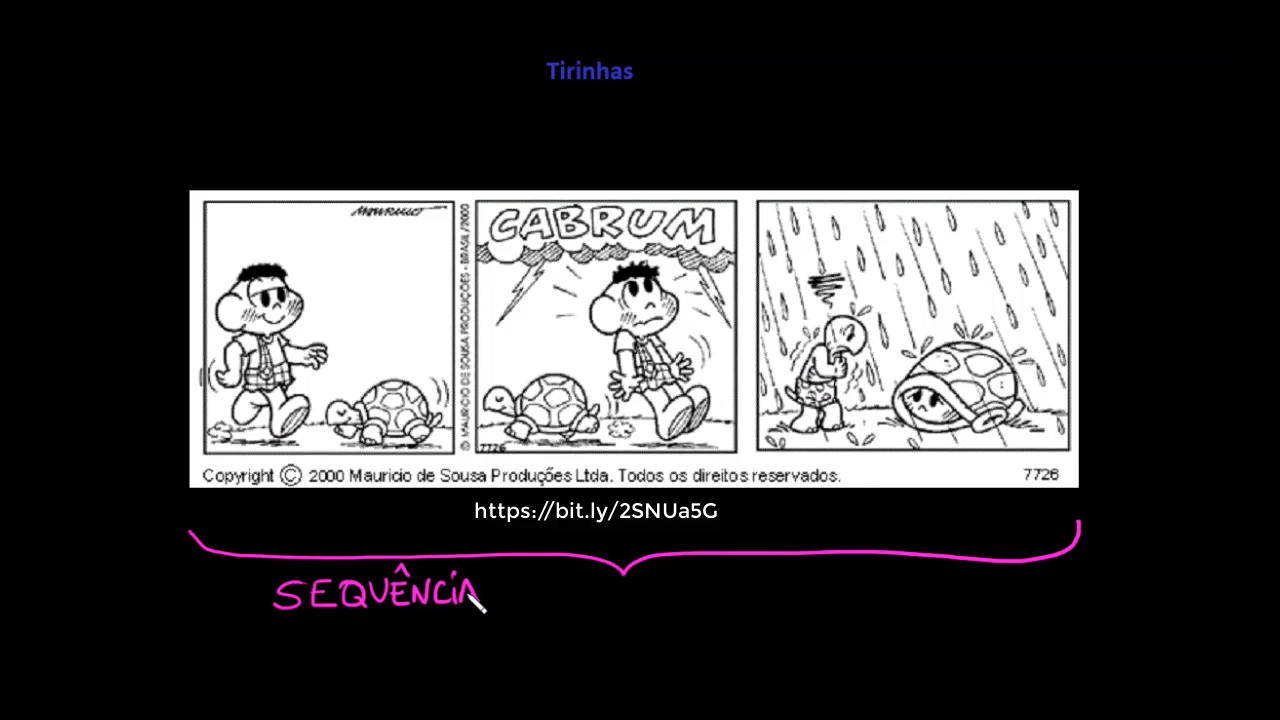 Tirinhas
MAURICIO
© MAURICIO DE SOUSA PRODUÇÕES - BRASIL/2000
CABRUM
7726
Copyright © 2000 Mauricio de Sousa Produções Ltda. Todos os direitos reservados. 7726
https://bit.ly/2SNUa5G
SEQUÊNCIA